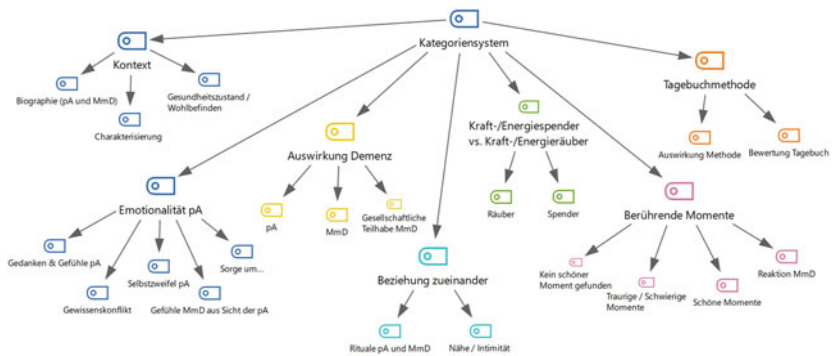 Kategoriensystem
Kontext
Biographie (pA und MmD)
Gesundheitszustand /
Wohlbefinden
Charakterisierung
Tagebuchmethode
Auswirkung Methode
Bewertung Tagebuch
Kraft-/Energiespender
vs. Kraft-/Energieräuber
Räuber
Spender
Auswirkung Demenz
pA
MmD
Gesellschaftliche
Teilhabe MmD
Emotionalität pA
Gedanken & Gefühle pA
Gewissenskonflikt
Selbstzweifel pA
Gefühle MmD aus Sicht der pA
Sorge um...
Beziehung zueinander
Rituale pA und MmD
Nähe / Intimität
Berührende Momente
Kein schöner
Moment gefunden
Traurige / Schwierige
Momente
Schöne Momente
Reaktion MmD